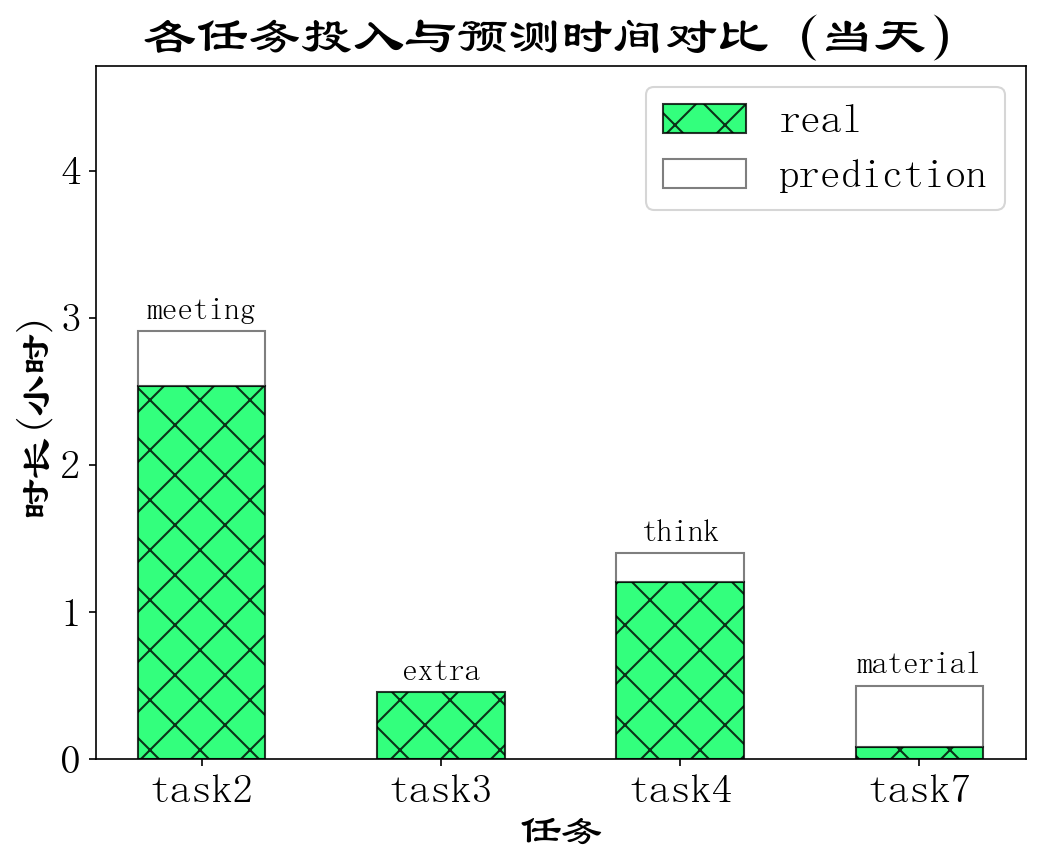 各任务投入与预测时间对比 (当天)
real
prediction
时长(小时)
4
3
2
1
0
meeting
extra
think
material
task2 task3 task4 task7
任务